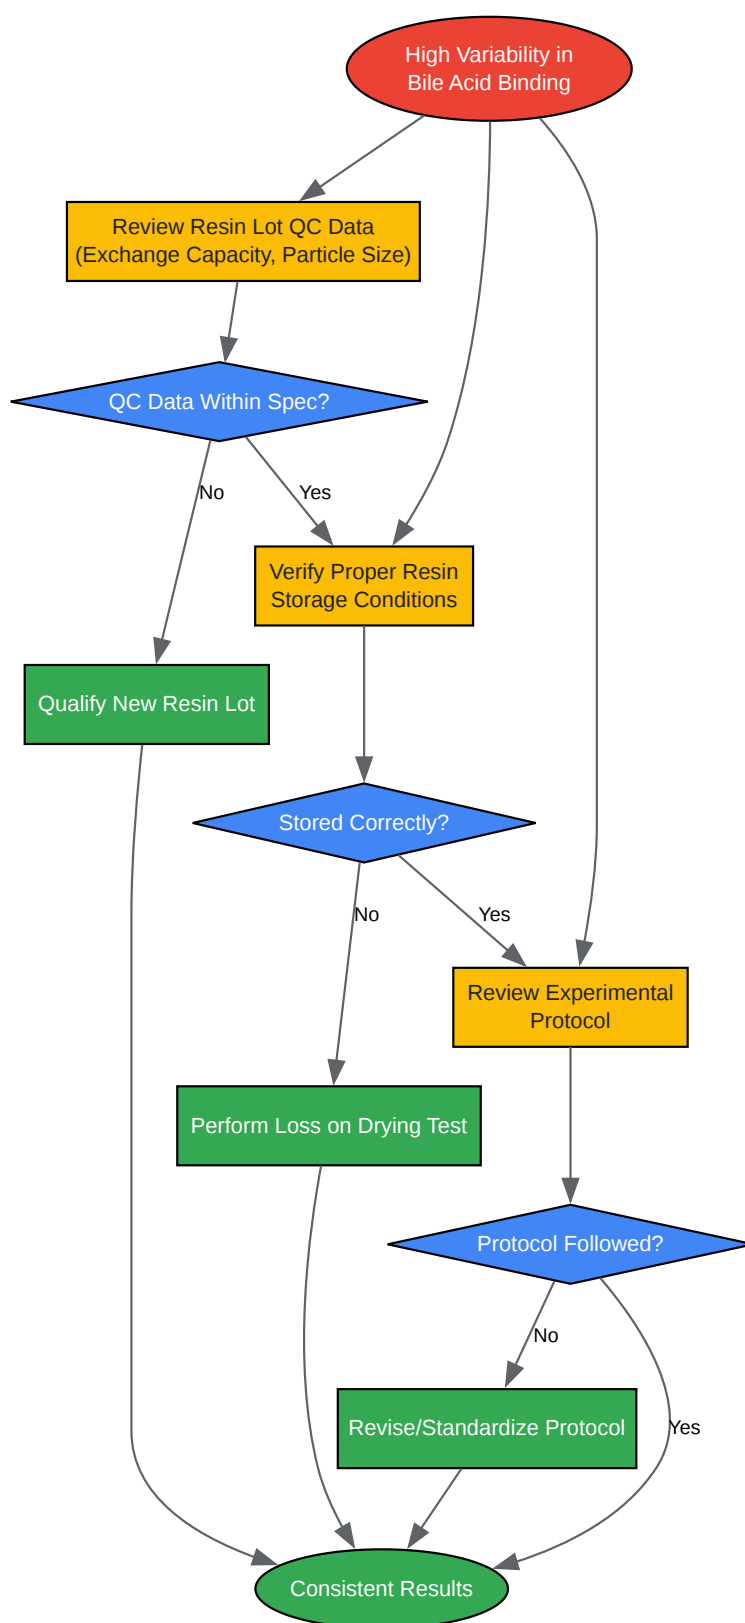 High Variability in
Bile Acid Binding
Review Resin Lot QC Data
(Exchange Capacity, Particle Size)
QC Data Within Spec?
No
Yes
Verify Proper Resin
Storage Conditions
Qualify New Resin Lot
Stored Correctly?
No
Yes
Review Experimental
Protocol
Perform Loss on Drying Test
Protocol Followed?
No
Revise/Standardize Protocol
Yes
Consistent Results